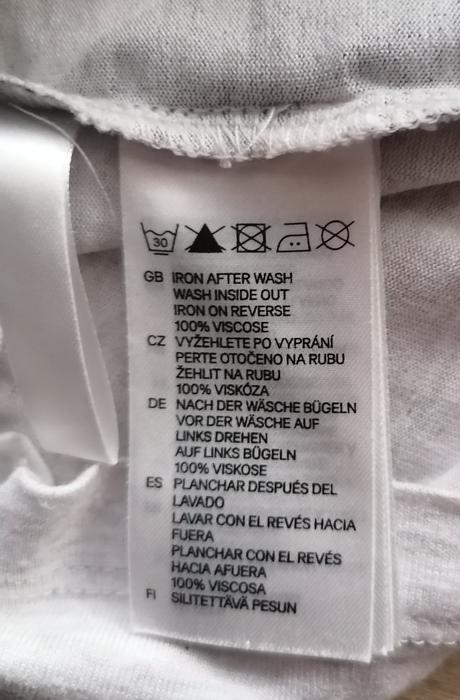 30
GB IRON AFTER WASH
WASH INSIDE OUT
IRON ON REVERSE
100% VISCOSE
CZ VYŽEHLETE PO VYPRÁNÍ
PERTE OTOČENO NA RUBU
ŽEHLIT NA RUBU
100% VISKÓZA
DE NACH DER WÄSCHE BÜGELN
VOR DER WÄSCHE AUF
LINKS DREHEN
AUF LINKS BÜGELN
100% VISKOSE
ES PLANCHAR DESPUÉS DEL
LAVADO
LAVAR CON EL REVÉS HACIA
FUERA
PLANCHAR CON EL REVÉS
HACIA AFUERA
100% VISCOSA
FI SILITETTÄVÄ PESUN